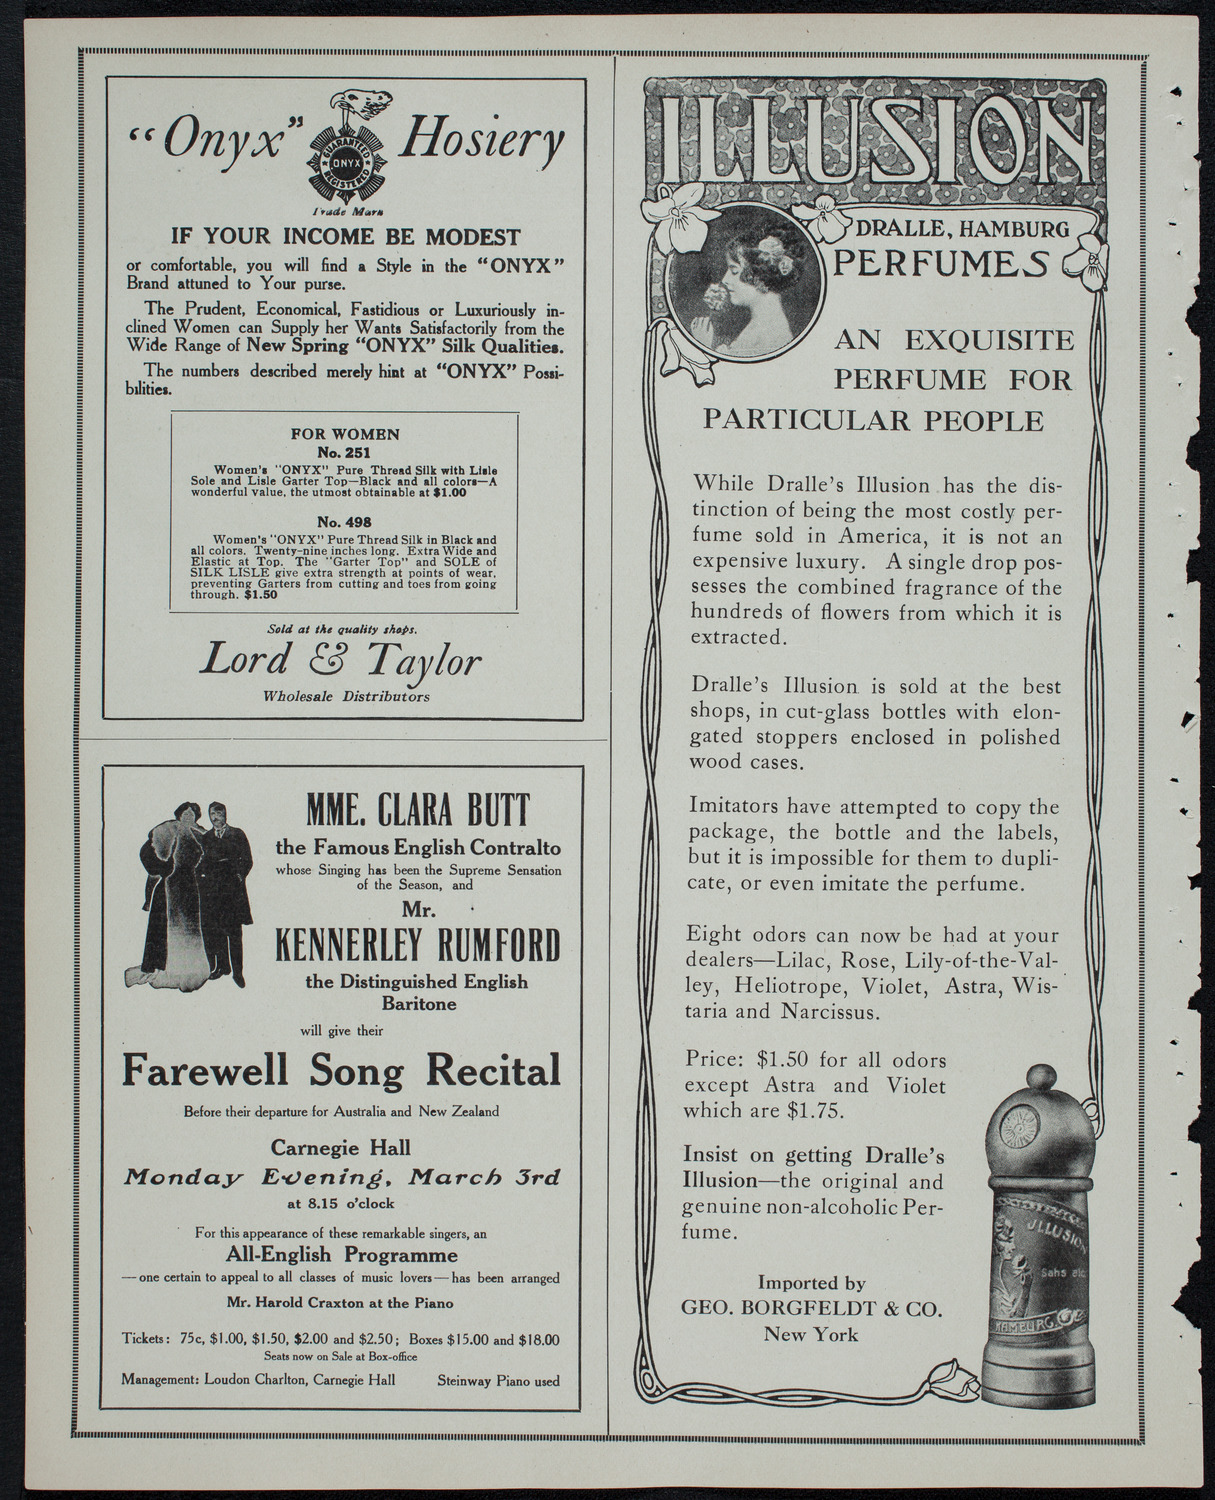 “Onyx” Hosiery
GUARANTEED
ONYX
REGISTERED
Trade Mark
IF YOUR INCOME BE MODEST
or comfortable, you will find a Style in the “ONYX”
Brand attuned to Your purse.
The Prudent, Economical, Fastidious or Luxuriously in-
clined Women can Supply her Wants Satisfactorily from the
Wide Range of New Spring “ONYX” Silk Qualities.
The numbers described merely hint at “ONYX” Possi-
bilities.
FOR WOMEN
No. 251
Women's "ONYX" Pure Thread Silk with Lisle
Sole and Lisle Garter Top—Black and all colors—A
wonderful value, the utmost obtainable at $1.00
No. 498
Women's "ONYX" Pure Thread Silk in Black and
all colors. Twenty-nine inches long. Extra Wide and
Elastic at Top. The "Garter Top" and SOLE of
SILK LISLE give extra strength at points of wear,
preventing Garters from cutting and toes from going
through. $1.50
Sold at the quality shops.
Lord & Taylor
Wholesale Distributors
MME. CLARA BUTT
the Famous English Contralto
whose Singing has been the Supreme Sensation
of the Season, and
Mr.
KENNERLEY RUMFORD
the Distinguished English
Baritone
will give their
Farewell Song Recital
Before their departure for Australia and New Zealand
Carnegie Hall
Monday Evening, March 3rd
at 8.15 o'clock
For this appearance of these remarkable singers, an
All-English Programme
—one certain to appeal to all classes of music lovers—has been arranged
Mr. Harold Craxton at the Piano
Tickets: 75c, $1.00, $1.50, $2.00 and $2.50; Boxes $15.00 and $18.00
Seats now on Sale at Box-office
Management: Loudon Charlton, Carnegie Hall Steinway Piano used
ILLUSION
DRALLE, HAMBURG
PERFUMES
AN EXQUISITE
PERFUME FOR
PARTICULAR PEOPLE
While Dralle's Illusion has the dis-
tinction of being the most costly per-
fume sold in America, it is not an
expensive luxury. A single drop pos-
sesses the combined fragrance of the
hundreds of flowers from which it is
extracted.
Dralle's Illusion is sold at the best
shops, in cut-glass bottles with elon-
gated stoppers enclosed in polished
wood cases.
Imitators have attempted to copy the
package, the bottle and the labels,
but it is impossible for them to dupli-
cate, or even imitate the perfume.
Eight odors can now be had at your
dealers—Lilac, Rose, Lily-of-the-Val-
ley, Heliotrope, Violet, Astra, Wis-
taria and Narcissus.
Price: $1.50 for all odors
except Astra and Violet
which are $1.75.
Insist on getting Dralle's
Illusion—the original and
genuine non-alcoholic Per-
fume.
Imported by
GEO. BORGFELDT & CO.
New York
ILLUSION
HAMBURG